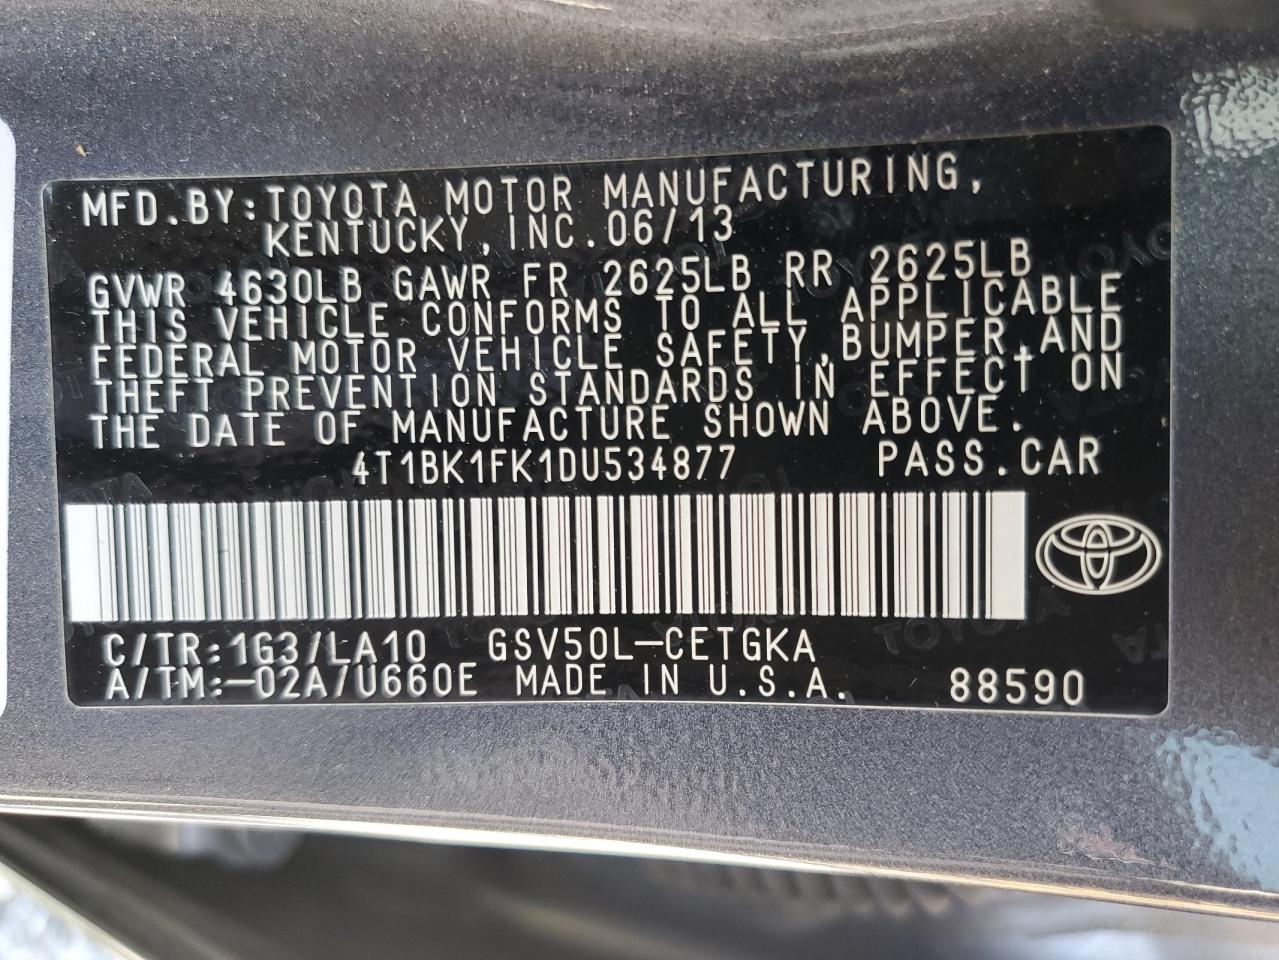 MFD.BY:TOYOTA MOTOR MANUFACTURING,
KENTUCKY,INC.06/13
GVWR 4630LB GAWR FR 2625LB RR 2625LB
THIS VEHICLE CONFORMS TO ALL APPLICABLE
FEDERAL MOTOR VEHICLE SAFETY,BUMPER,AND
THEFT PREVENTION STANDARDS IN EFFECT ON
THE DATE OF MANUFACTURE SHOWN ABOVE.
4T1BK1FK1DU534877 PASS.CAR
C/TR:1G3/LA10 GSV50L-CETGKA
A/TM:-02A/U660E MADE IN U.S.A. 88590